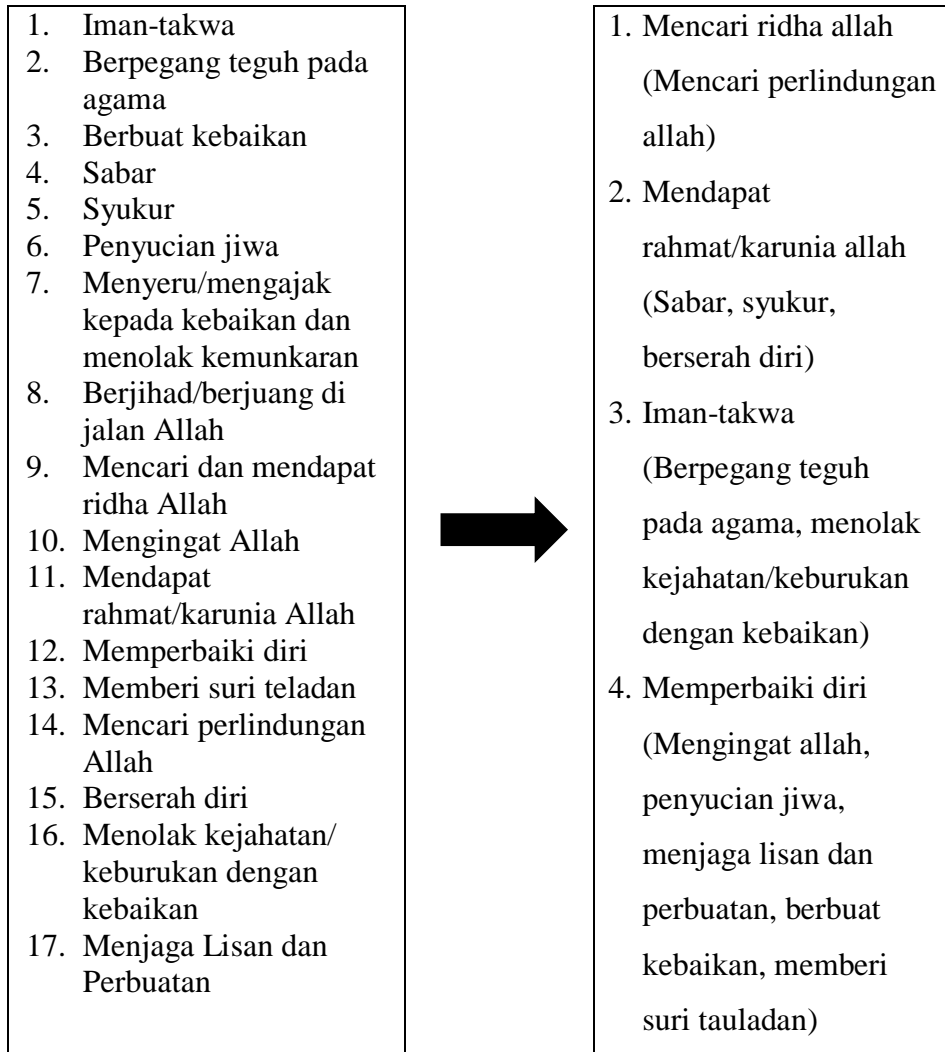 1. Iman-takwa
2. Berpegang teguh pada
agama
3. Berbuat kebaikan
4. Sabar
5. Syukur
6. Penyucian jiwa
7. Menyeru/mengajak
kepada kebaikan dan
menolak kemunkaran
8. Berjihad/berjuang di
jalan Allah
9. Mencari dan mendapat
ridha Allah
10. Mengingat Allah
11. Mendapat
rahmat/karunia Allah
12. Memperbaiki diri
13. Memberi suri teladan
14. Mencari perlindungan
Allah
15. Berserah diri
16. Menolak kejahatan/
keburukan dengan
kebaikan
17. Menjaga Lisan dan
Perbuatan
1. Mencari ridha allah
(Mencari perlindungan
allah)
2. Mendapat
rahmat/karunia allah
(Sabar, syukur,
berserah diri)
3. Iman-takwa
(Berpegang teguh
pada agama, menolak
kejahatan/keburukan
dengan kebaikan)
4. Memperbaiki diri
(Mengingat allah,
penyucian jiwa,
menjaga lisan dan
perbuatan, berbuat
kebaikan, memberi
suri tauladan)